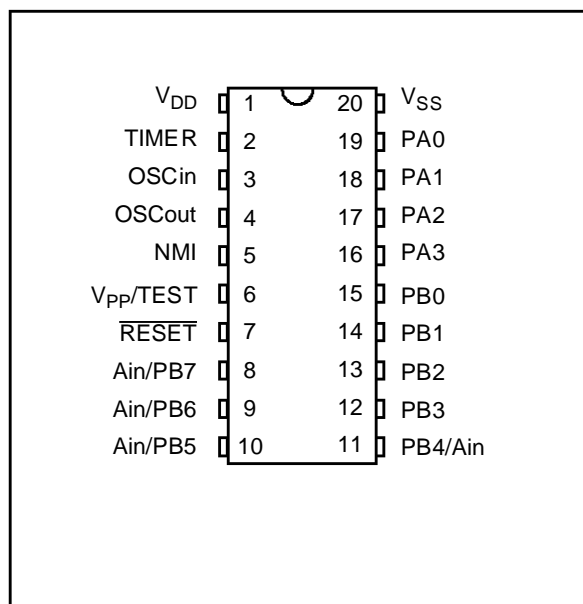 VDD 1 20 VSS
TIMER 2 19 PA0
OSCin 3 18 PA1
OSCout 4 17 PA2
NMI 5 16 PA3
VPP/TEST 6 15 PB0
RESET 7 14 PB1
Ain/PB7 8 13 PB2
Ain/PB6 9 12 PB3
Ain/PB5 10 11 PB4/Ain